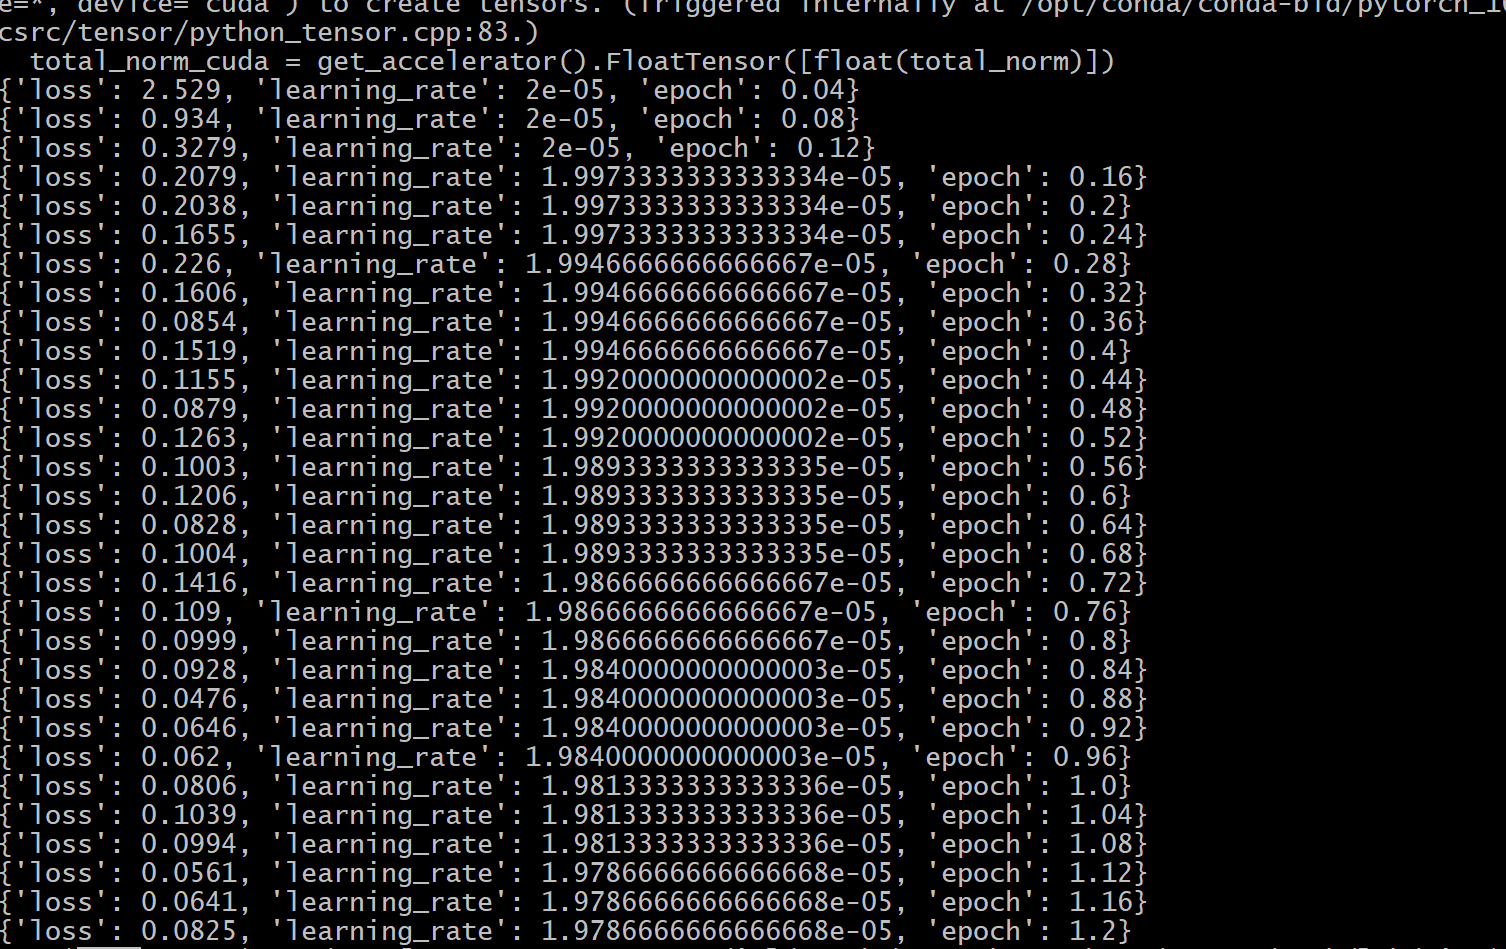 e=*, device='cuda') to create tensors. (Triggered internally at /opt/conda/conda-bld/pytorch_1
csrc/tensor/python_tensor.cpp:83.)
total_norm_cuda = get_accelerator().FloatTensor([float(total_norm)])
{'loss': 2.529, 'learning_rate': 2e-05, 'epoch': 0.04}
{'loss': 0.934, 'learning_rate': 2e-05, 'epoch': 0.08}
{'loss': 0.3279, 'learning_rate': 2e-05, 'epoch': 0.12}
{'loss': 0.2079, 'learning_rate': 1.9973333333333334e-05, 'epoch': 0.16}
{'loss': 0.2038, 'learning_rate': 1.9973333333333334e-05, 'epoch': 0.2}
{'loss': 0.1655, 'learning_rate': 1.9973333333333334e-05, 'epoch': 0.24}
{'loss': 0.226, 'learning_rate': 1.9946666666666667e-05, 'epoch': 0.28}
{'loss': 0.1606, 'learning_rate': 1.9946666666666667e-05, 'epoch': 0.32}
{'loss': 0.0854, 'learning_rate': 1.9946666666666667e-05, 'epoch': 0.36}
{'loss': 0.1519, 'learning_rate': 1.9946666666666667e-05, 'epoch': 0.4}
{'loss': 0.1155, 'learning_rate': 1.9920000000000002e-05, 'epoch': 0.44}
{'loss': 0.0879, 'learning_rate': 1.9920000000000002e-05, 'epoch': 0.48}
{'loss': 0.1263, 'learning_rate': 1.9920000000000002e-05, 'epoch': 0.52}
{'loss': 0.1003, 'learning_rate': 1.9893333333333335e-05, 'epoch': 0.56}
{'loss': 0.1206, 'learning_rate': 1.9893333333333335e-05, 'epoch': 0.6}
{'loss': 0.0828, 'learning_rate': 1.9893333333333335e-05, 'epoch': 0.64}
{'loss': 0.1004, 'learning_rate': 1.9893333333333335e-05, 'epoch': 0.68}
{'loss': 0.1416, 'learning_rate': 1.9866666666666667e-05, 'epoch': 0.72}
{'loss': 0.109, 'learning_rate': 1.9866666666666667e-05, 'epoch': 0.76}
{'loss': 0.0999, 'learning_rate': 1.9866666666666667e-05, 'epoch': 0.8}
{'loss': 0.0928, 'learning_rate': 1.9840000000000003e-05, 'epoch': 0.84}
{'loss': 0.0476, 'learning_rate': 1.9840000000000003e-05, 'epoch': 0.88}
{'loss': 0.0646, 'learning_rate': 1.9840000000000003e-05, 'epoch': 0.92}
{'loss': 0.062, 'learning_rate': 1.9840000000000003e-05, 'epoch': 0.96}
{'loss': 0.0806, 'learning_rate': 1.9813333333333336e-05, 'epoch': 1.0}
{'loss': 0.1039, 'learning_rate': 1.9813333333333336e-05, 'epoch': 1.04}
{'loss': 0.0994, 'learning_rate': 1.9813333333333336e-05, 'epoch': 1.08}
{'loss': 0.0561, 'learning_rate': 1.9786666666666668e-05, 'epoch': 1.12}
{'loss': 0.0641, 'learning_rate': 1.9786666666666668e-05, 'epoch': 1.16}
{'loss': 0.0825, 'learning_rate': 1.9786666666666668e-05, 'epoch': 1.2}